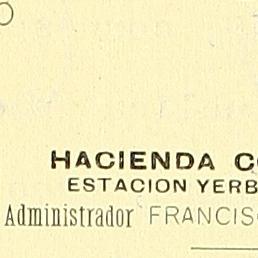 HACIENDA C
ESTACION YERB
Administrador FRANCISC